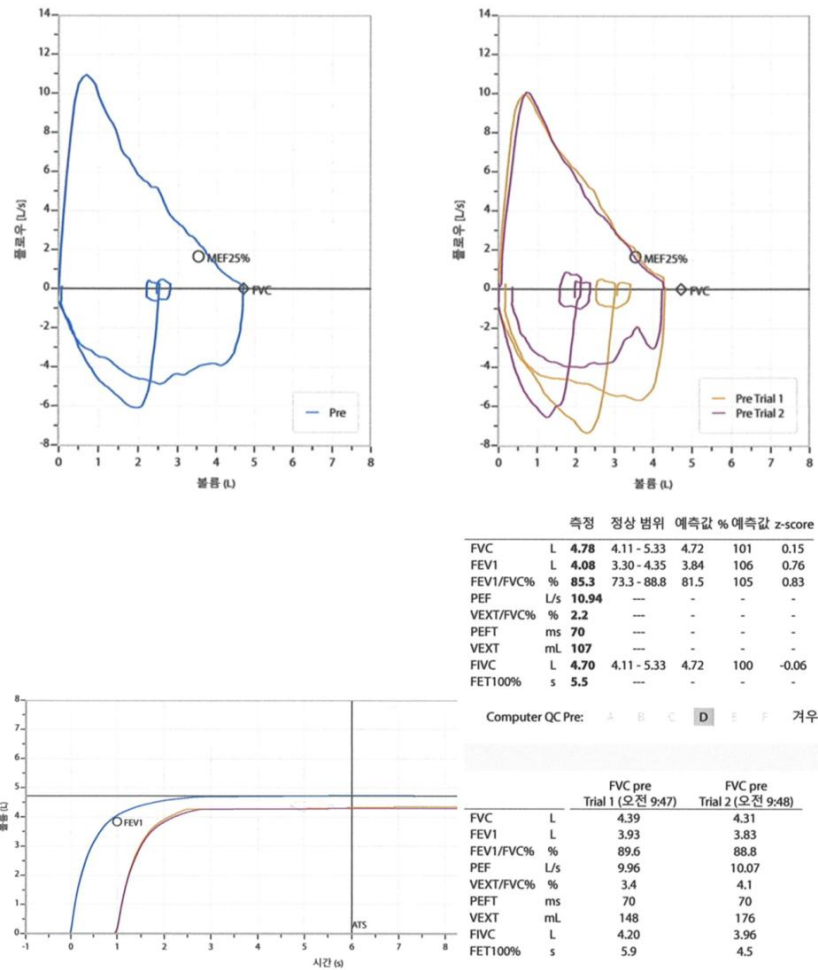 14
12
10
8
6
4
2
0
-2
-4
-6
-8
플로우 [L/s]
MEF25%
FVC
Pre
0 1 2 3 4 5 6 7 8
볼륨 (L)
14
12
10
8
6
4
2
0
-2
-4
-6
-8
플로우 [L/s]
MEF25%
FVC
Pre Trial 1
Pre Trial 2
0 1 2 3 4 5 6 7 8
볼륨 (L)
측정 정상 범위 예측값 % 예측값 z-score
FVC L 4.78 4.11 - 5.33 4.72 101 0.15
FEV1 L 4.08 3.30 - 4.35 3.84 106 0.76
FEV1/FVC% % 85.3 73.3 - 88.8 81.5 105 0.83
PEF L/s 10.94 --- - - -
VEXT/FVC% % 2.2 --- - - -
PEFT ms 70 --- - - -
VEXT mL 107 --- - - -
FIVC L 4.70 4.11 - 5.33 4.72 100 -0.06
FET100% s 5.5 --- - - -
Computer QC Pre: A B C D E F 겨우
8
7
6
5
4
3
2
1
0
볼륨 (L)
FEV1
ATS
-1 0 1 2 3 4 5 6 7 8
시간 (s)
FVC pre FVC pre
Trial 1 (오전 9:47) Trial 2 (오전 9:48)
FVC L 4.39 4.31
FEV1 L 3.93 3.83
FEV1/FVC% % 89.6 88.8
PEF L/s 9.96 10.07
VEXT/FVC% % 3.4 4.1
PEFT ms 70 70
VEXT mL 148 176
FIVC L 4.20 3.96
FET100% s 5.9 4.5